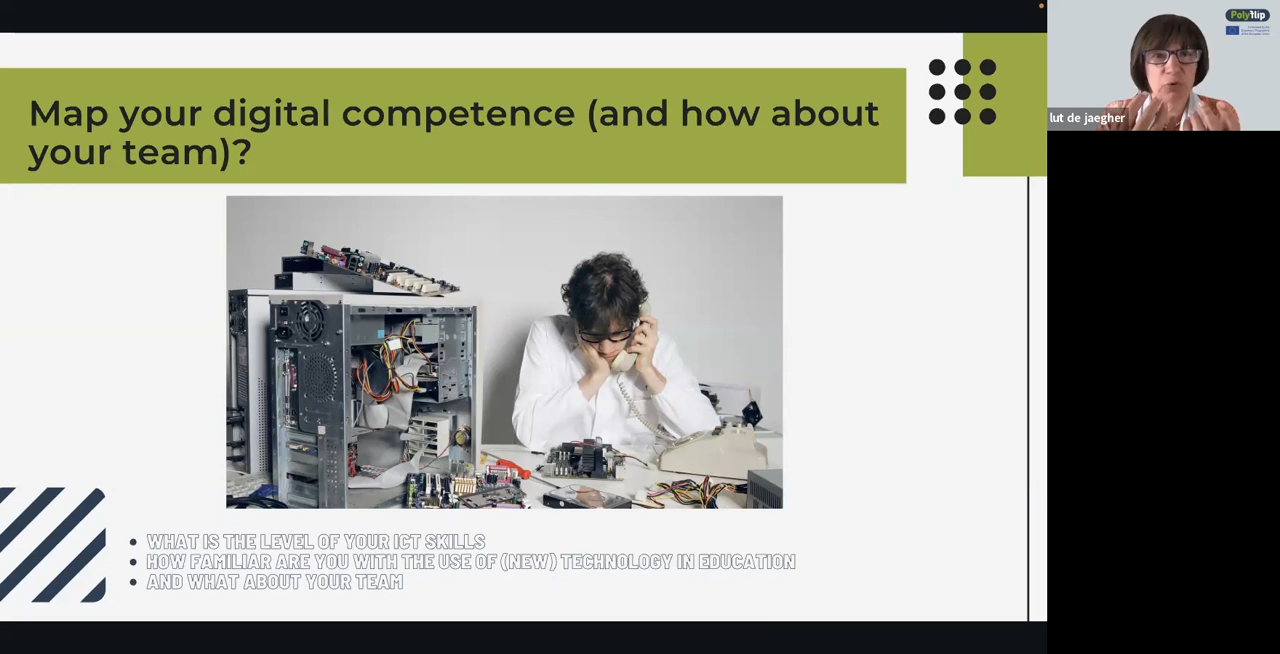 Map your digital competence (and how about
your team)?
WHAT IS THE LEVEL OF YOUR ICT SKILLS
HOW FAMILIAR ARE YOU WITH THE USE OF (NEW) TECHNOLOGY IN EDUCATION
AND WHAT ABOUT YOUR TEAM
Polyflip
lut de jaegher